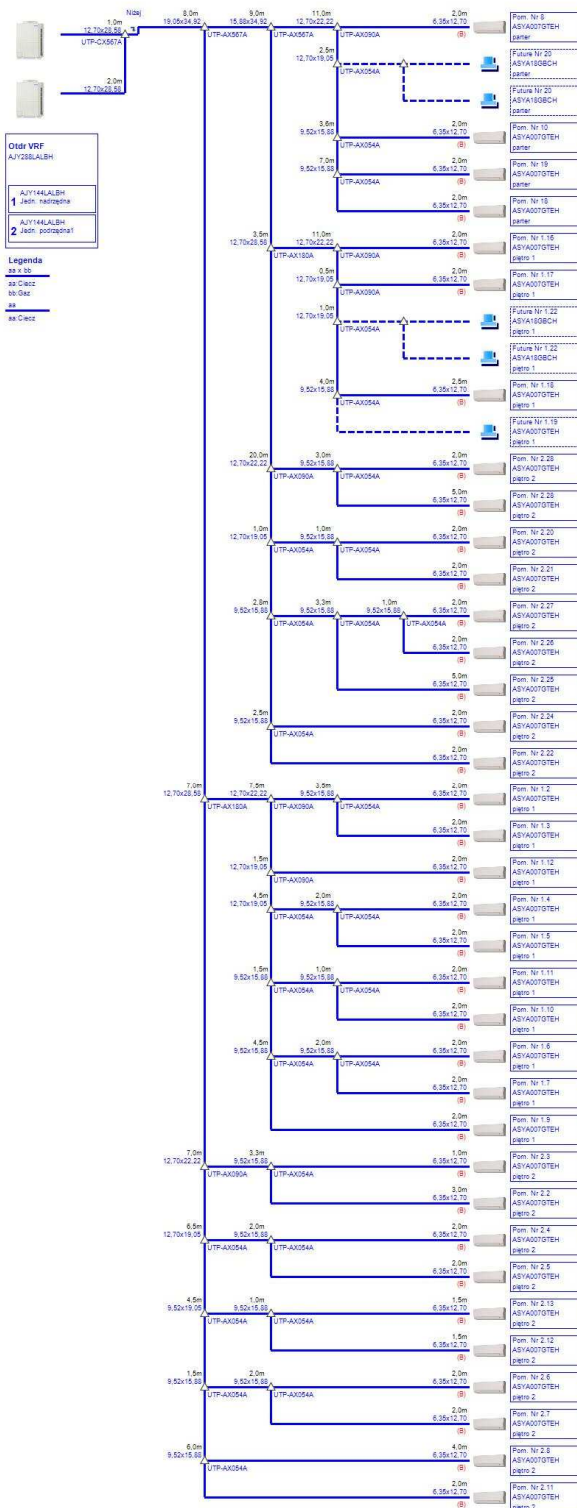 Niżej
1,0m
12,70x28,58
UTP-CX567A
2,0m
12,70x28,58
8,0m
19,05x34,92
UTP-AX567A
9,0m
15,88x34,92
UTP-AX567A
11,0m
12,70x22,22
UTP-AX090A
2,0m
6,35x12,70
(B)
Pom. Nr 8
ASYA007GTEH
parter
2,5m
12,70x19,05
UTP-AX054A
Future Nr 20
ASYA18GBCH
parter
Future Nr 20
ASYA18GBCH
parter
Otdr VRF
AJY288LALBH
1
AJY144LALBH
Jedn. nadrzędna
2
AJY144LALBH
Jedn. podrzędna1
Legenda
aa x bb
aa:Ciecz
bb:Gaz
aa
aa:Ciecz
3,6m
9,52x15,88
UTP-AX054A
2,0m
6,35x12,70
(B)
Pom. Nr 10
ASYA007GTEH
parter
7,0m
9,52x15,88
UTP-AX054A
2,0m
6,35x12,70
(B)
Pom. Nr 19
ASYA007GTEH
parter
2,0m
6,35x12,70
(B)
Pom. Nr 18
ASYA007GTEH
parter
3,5m
12,70x28,58
UTP-AX180A
11,0m
12,70x22,22
UTP-AX090A
2,0m
6,35x12,70
(B)
Pom. Nr 1.16
ASYA007GTEH
piętro 1
0,5m
12,70x19,05
UTP-AX090A
2,0m
6,35x12,70
(B)
Pom. Nr 1.17
ASYA007GTEH
piętro 1
1,0m
12,70x19,05
UTP-AX054A
Future Nr 1.22
ASYA18GBCH
piętro 1
Future Nr 1.22
ASYA18GBCH
piętro 1
4,0m
9,52x15,88
UTP-AX054A
2,5m
6,35x12,70
(B)
Pom. Nr 1.18
ASYA007GTEH
piętro 1
Future Nr 1.19
ASYA007GTEH
piętro 1
20,0m
12,70x22,22
UTP-AX090A
3,0m
9,52x15,88
UTP-AX054A
2,0m
6,35x12,70
(B)
Pom. Nr 2.28
ASYA007GTEH
piętro 2
5,0m
6,35x12,70
(B)
Pom. Nr 2.28
ASYA007GTEH
piętro 2
1,0m
12,70x19,05
UTP-AX054A
1,0m
9,52x15,88
UTP-AX054A
2,0m
6,35x12,70
(B)
Pom. Nr 2.20
ASYA007GTEH
piętro 2
2,0m
6,35x12,70
(B)
Pom. Nr 2.21
ASYA007GTEH
piętro 2
2,8m
9,52x15,88
UTP-AX054A
3,3m
9,52x15,88
UTP-AX054A
1,0m
9,52x15,88
UTP-AX054A
2,0m
6,35x12,70
(B)
Pom. Nr 2.27
ASYA007GTEH
piętro 2
2,0m
6,35x12,70
(B)
Pom. Nr 2.26
ASYA007GTEH
piętro 2
5,0m
6,35x12,70
(B)
Pom. Nr 2.25
ASYA007GTEH
piętro 2
2,5m
9,52x15,88
UTP-AX054A
2,0m
6,35x12,70
(B)
Pom. Nr 2.24
ASYA007GTEH
piętro 2
2,0m
6,35x12,70
(B)
Pom. Nr 2.22
ASYA007GTEH
piętro 2
7,0m
12,70x28,58
UTP-AX180A
7,5m
12,70x22,22
UTP-AX090A
3,5m
9,52x15,88
UTP-AX054A
2,0m
6,35x12,70
(B)
Pom. Nr 1.2
ASYA007GTEH
piętro 1
2,0m
6,35x12,70
(B)
Pom. Nr 1.3
ASYA007GTEH
piętro 1
1,5m
12,70x19,05
UTP-AX090A
2,0m
6,35x12,70
(B)
Pom. Nr 1.12
ASYA007GTEH
piętro 1
4,5m
12,70x19,05
UTP-AX054A
2,0m
9,52x15,88
UTP-AX054A
2,0m
6,35x12,70
(B)
Pom. Nr 1.4
ASYA007GTEH
piętro 1
2,0m
6,35x12,70
(B)
Pom. Nr 1.5
ASYA007GTEH
piętro 1
1,5m
9,52x15,88
UTP-AX054A
1,0m
9,52x15,88
UTP-AX054A
2,0m
6,35x12,70
(B)
Pom. Nr 1.11
ASYA007GTEH
piętro 1
2,0m
6,35x12,70
(B)
Pom. Nr 1.10
ASYA007GTEH
piętro 1
4,5m
9,52x15,88
UTP-AX054A
2,0m
9,52x15,88
UTP-AX054A
2,0m
6,35x12,70
(B)
Pom. Nr 1.6
ASYA007GTEH
piętro 1
2,0m
6,35x12,70
(B)
Pom. Nr 1.7
ASYA007GTEH
piętro 1
2,0m
6,35x12,70
(B)
Pom. Nr 1.9
ASYA007GTEH
piętro 1
7,0m
12,70x22,22
UTP-AX090A
3,3m
9,52x15,88
UTP-AX054A
1,0m
6,35x12,70
(B)
Pom. Nr 2.3
ASYA007GTEH
piętro 2
3,0m
6,35x12,70
(B)
Pom. Nr 2.2
ASYA007GTEH
piętro 2
6,5m
12,70x19,05
UTP-AX054A
2,0m
9,52x15,88
UTP-AX054A
2,0m
6,35x12,70
(B)
Pom. Nr 2.4
ASYA007GTEH
piętro 2
2,0m
6,35x12,70
(B)
Pom. Nr 2.5
ASYA007GTEH
piętro 2
4,5m
9,52x19,05
UTP-AX054A
1,0m
9,52x15,88
UTP-AX054A
1,5m
6,35x12,70
(B)
Pom. Nr 2.13
ASYA007GTEH
piętro 2
1,5m
6,35x12,70
(B)
Pom. Nr 2.12
ASYA007GTEH
piętro 2
1,5m
9,52x15,88
UTP-AX054A
2,0m
9,52x15,88
UTP-AX054A
2,0m
6,35x12,70
(B)
Pom. Nr 2.6
ASYA007GTEH
piętro 2
2,0m
6,35x12,70
(B)
Pom. Nr 2.7
ASYA007GTEH
piętro 2
6,0m
9,52x15,88
UTP-AX054A
4,0m
6,35x12,70
(B)
Pom. Nr 2.8
ASYA007GTEH
piętro 2
2,0m
6,35x12,70
(B)
Pom. Nr 2.11
ASYA007GTEH
piętro 2